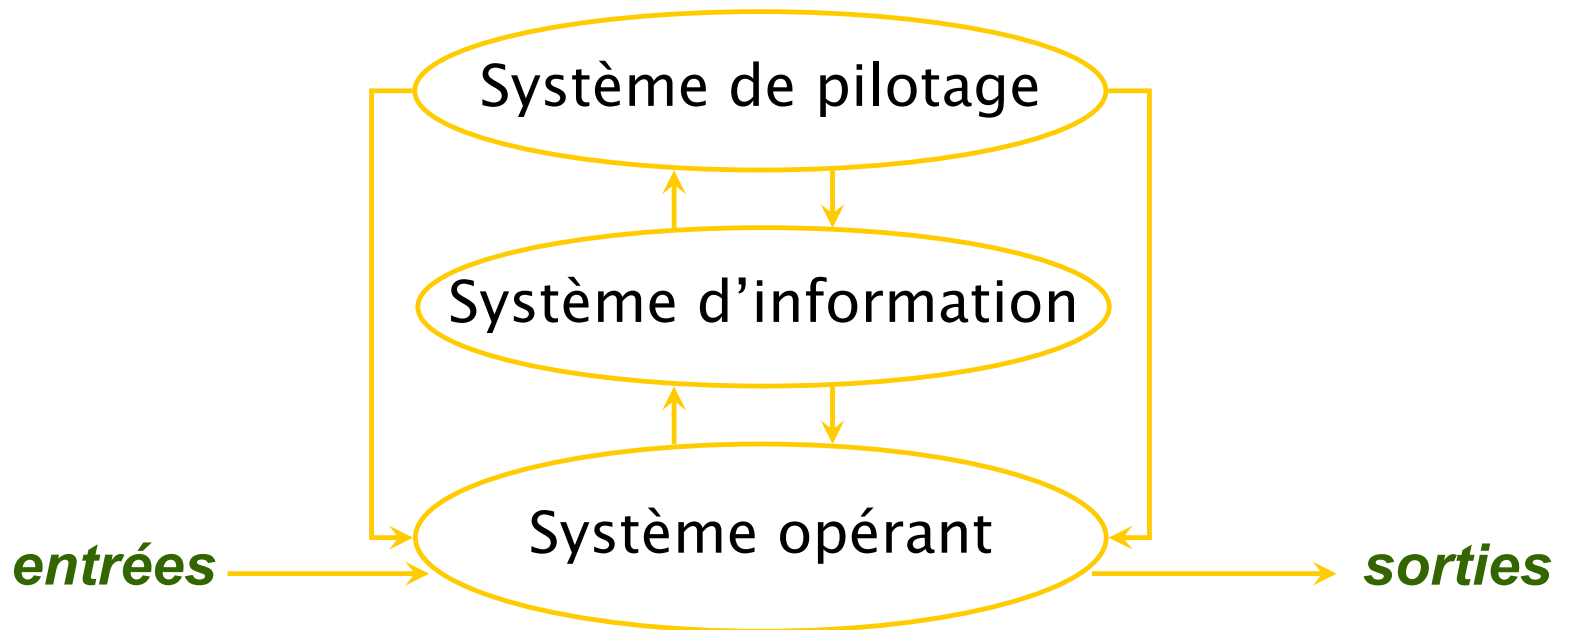 Système de pilotage
Système d’information
Système opérant
entrées
sorties